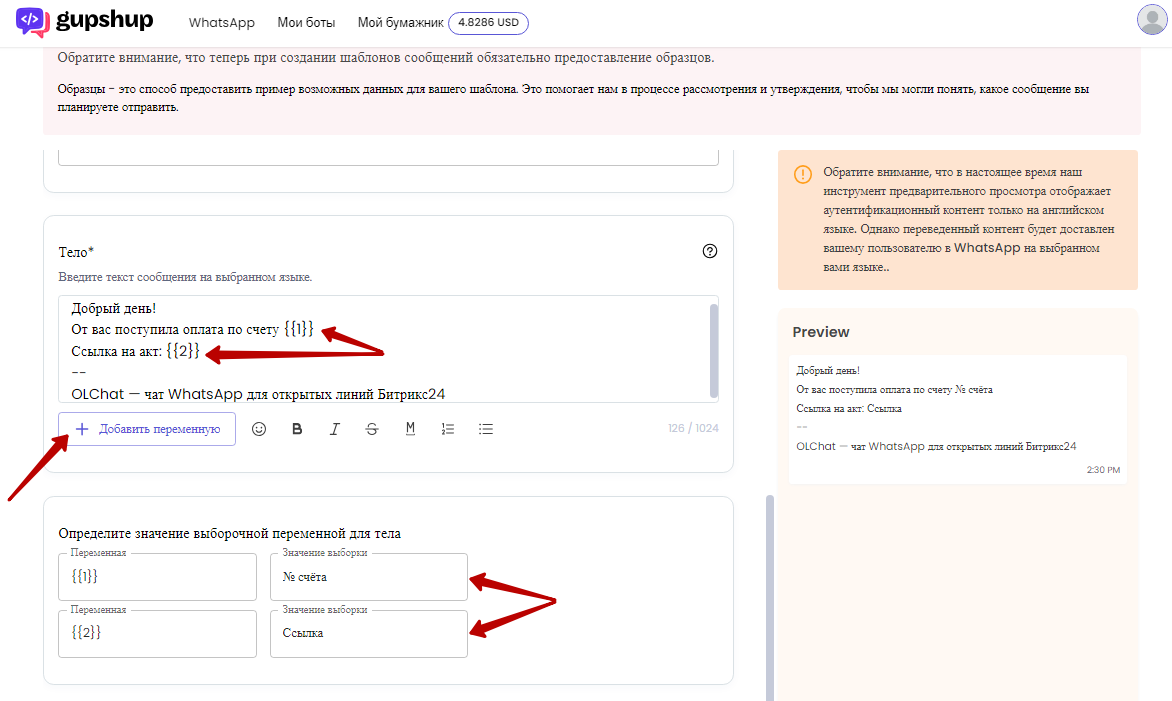 gupshup
WhatsApp
Мои боты
Мой бумажник
4.8286 USD
Обратите внимание, что теперь при создании шаблонов сообщений обязательно предоставление образцов.
Образцы - это способ предоставить пример возможных данных для вашего шаблона. Это помогает нам в процессе рассмотрения и утверждения, чтобы мы могли понять, какое сообщение вы
планируете отправить.
Тело*
Введите текст сообщения на выбранном языке.
Добрый день!
От вас поступила оплата по счету {{1}}
Ссылка на акт: {{2}}
--
OLChat — чат WhatsApp для открытых линий Битрикс24
+ Добавить переменную
B I S M
126 / 1024
Определите значение выборочной переменной для тела
Переменная
{{1}}
Значение выборки
№ счёта
Переменная
{{2}}
Значение выборки
Ссылка
Обратите внимание, что в настоящее время наш
инструмент предварительного просмотра отображает
аутентификационный контент только на английском
языке. Однако переведенный контент будет доставлен
вашему пользователю в WhatsApp на выбранном
вами языке..
Preview
Добрый день!
От вас поступила оплата по счету № счёта
Ссылка на акт: Ссылка
--
OLChat — чат WhatsApp для открытых линий Битрикс24
2:30 PM